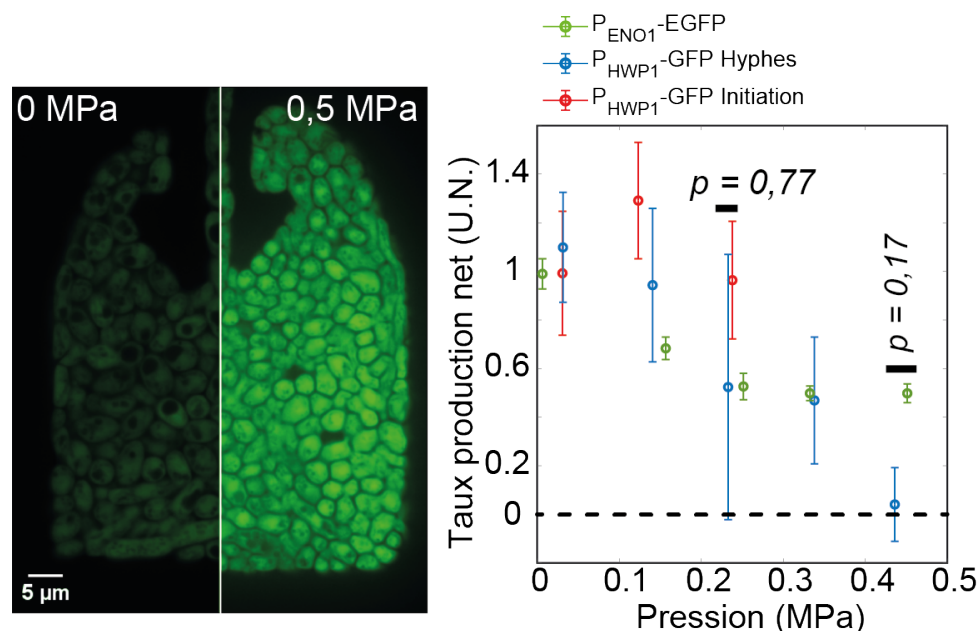 0 MPa
0,5 MPa
5 µm
P_ENO1-EGFP
P_HWP1-GFP Hyphes
P_HWP1-GFP Initiation
Taux production net (U.N.)
1.4
1
0.6
0.2
0
p = 0,77
p = 0,17
0
0.1
0.2
0.3
0.4
0.5
Pression (MPa)